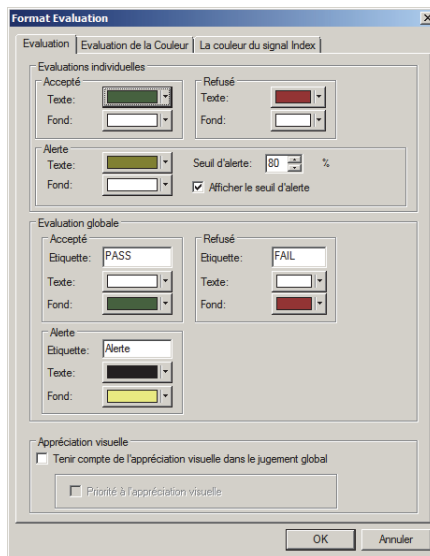 Format Evaluation
Evaluation Evaluation de la Couleur La couleur du signal Index
Evaluations individuelles
Accepté Refusé
Texte: Texte:
Fond: Fond:
Alerte
Texte: Seuil d'alerte: 80 %
Fond: Afficher le seuil d'alerte
Evaluation globale
Accepté Refusé
Etiquette: PASS Etiquette: FAIL
Texte: Texte:
Fond: Fond:
Alerte
Etiquette: Alerte
Texte:
Fond:
Appréciation visuelle
Tenir compte de l'appréciation visuelle dans le jugement global
Priorité à l'appréciation visuelle
OK Annuler